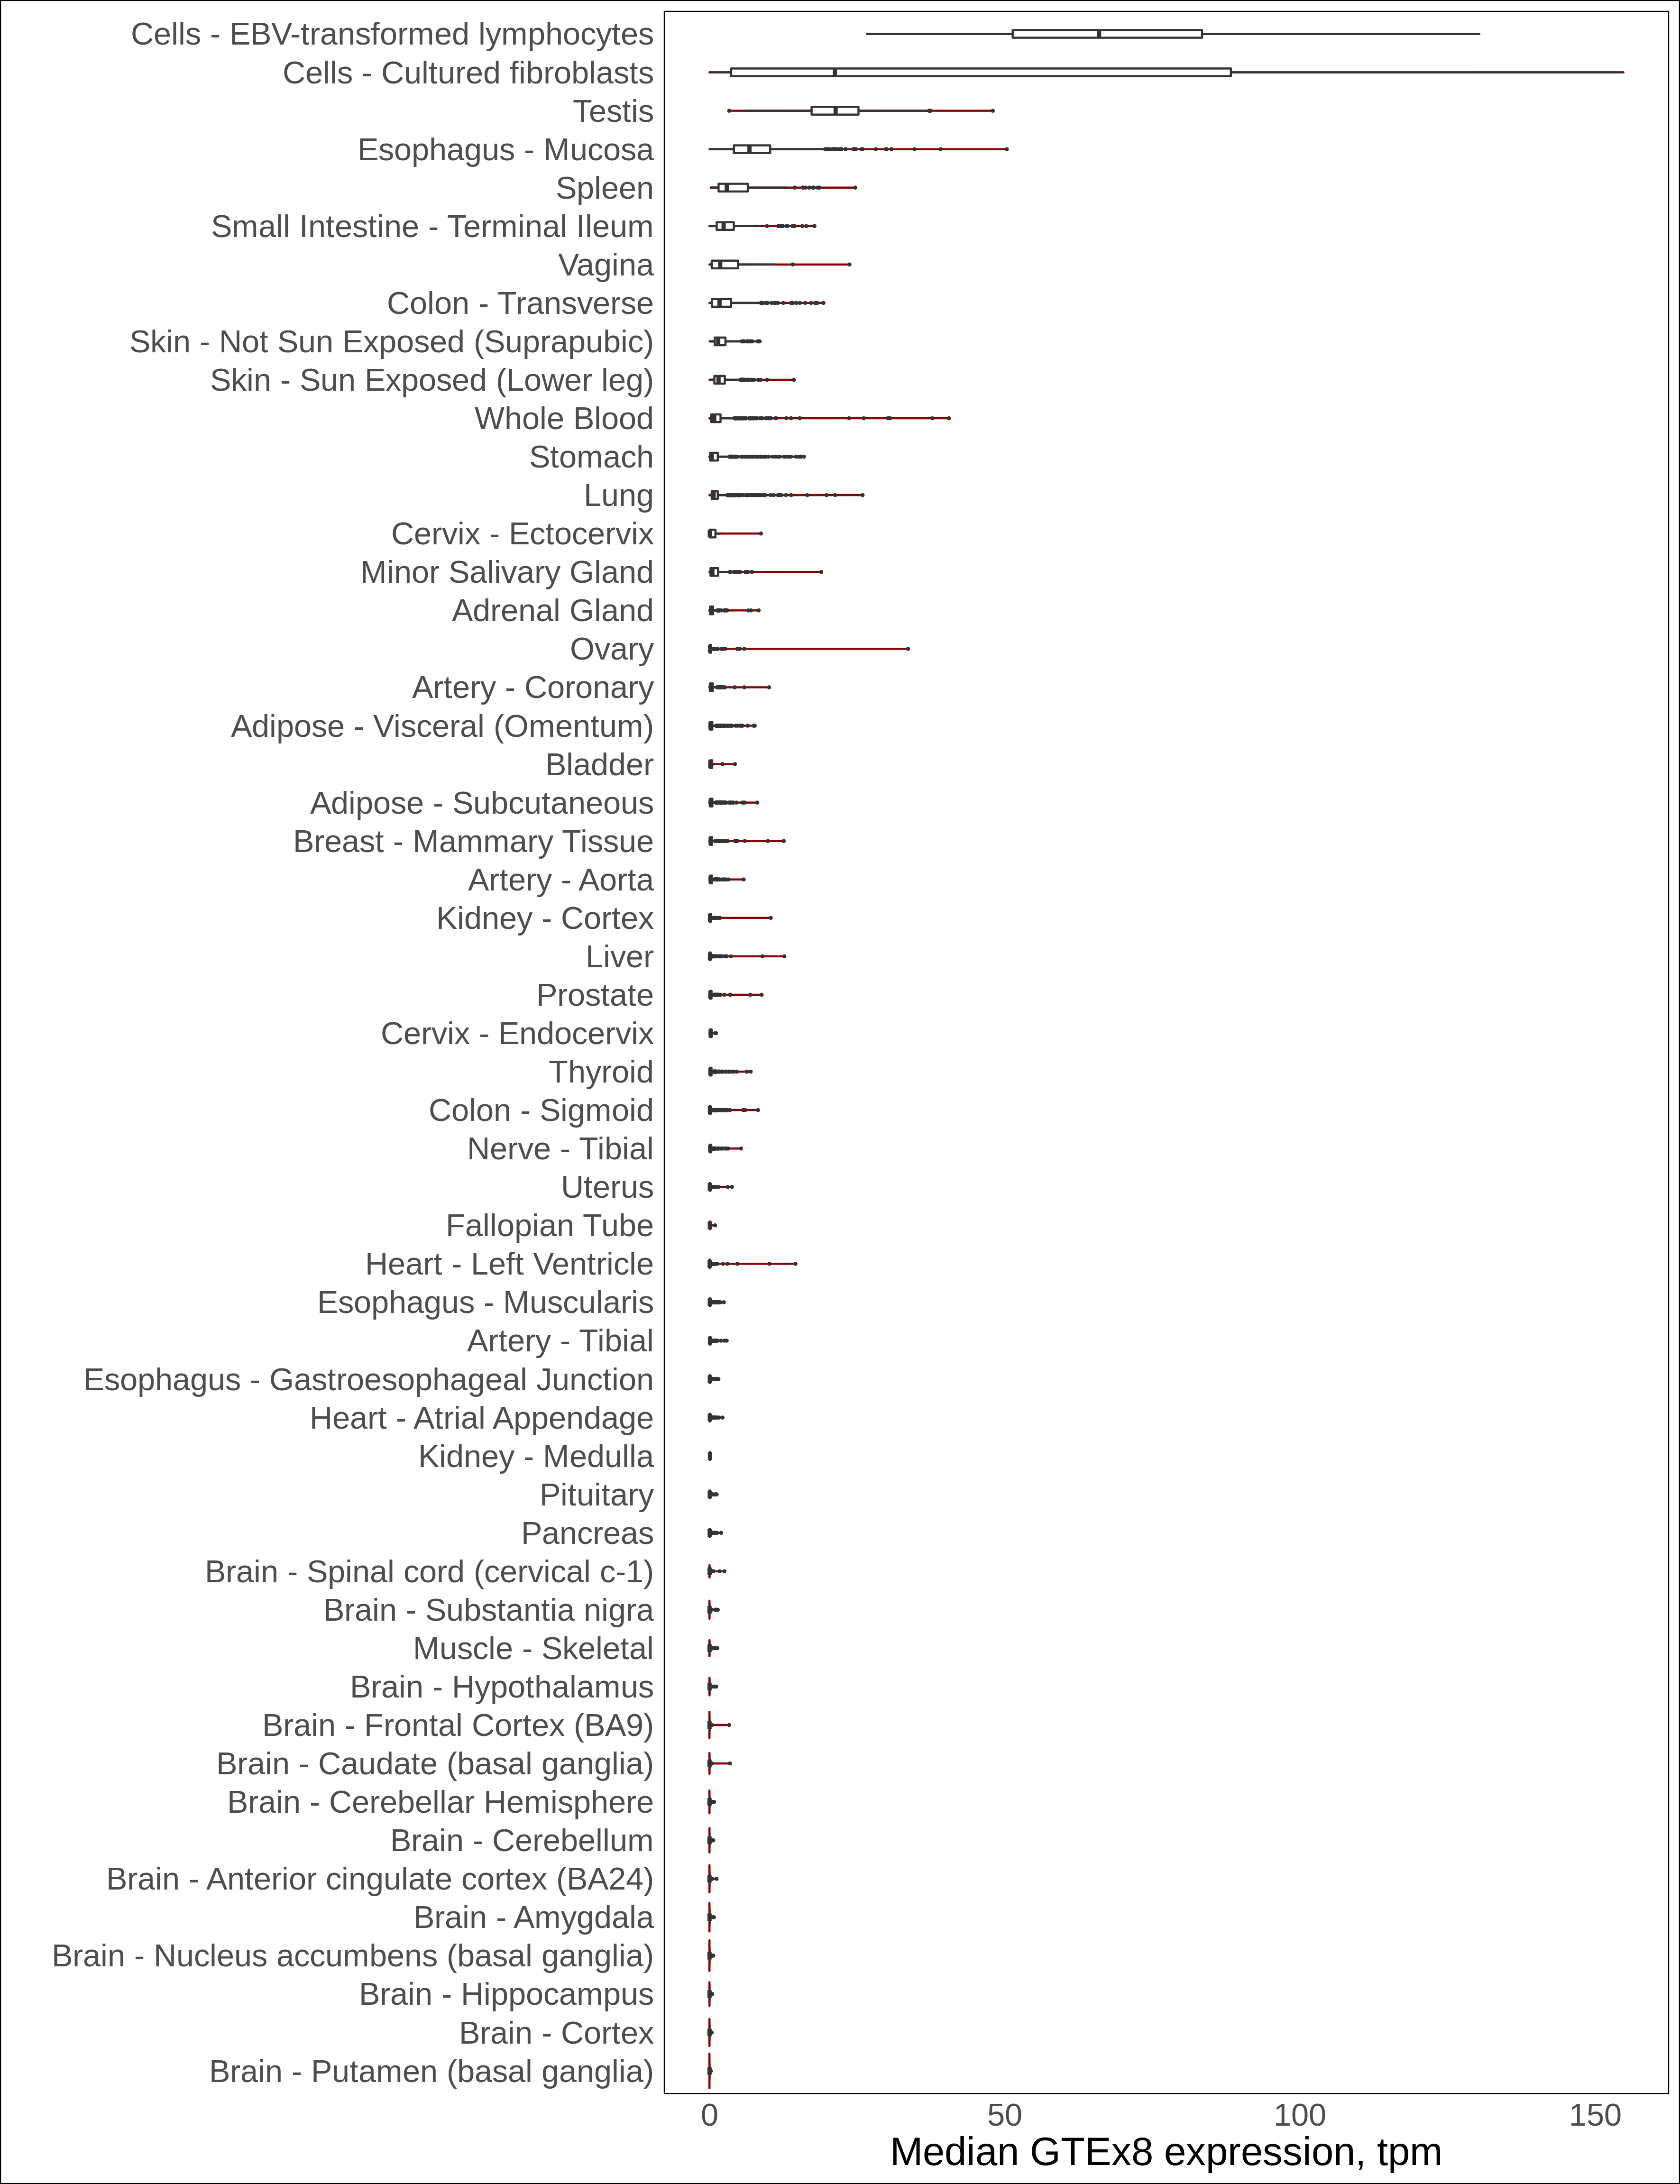 Cells - EBV-transformed lymphocytes
Cells - Cultured fibroblasts
Testis
Esophagus - Mucosa
Spleen
Small Intestine - Terminal Ileum
Vagina
Colon - Transverse
Skin - Not Sun Exposed (Suprapubic)
Skin - Sun Exposed (Lower leg)
Whole Blood
Stomach
Lung
Cervix - Ectocervix
Minor Salivary Gland
Adrenal Gland
Ovary
Artery - Coronary
Adipose - Visceral (Omentum)
Bladder
Adipose - Subcutaneous
Breast - Mammary Tissue
Artery - Aorta
Kidney - Cortex
Liver
Prostate
Cervix - Endocervix
Thyroid
Colon - Sigmoid
Nerve - Tibial
Uterus
Fallopian Tube
Heart - Left Ventricle
Esophagus - Muscularis
Artery - Tibial
Esophagus - Gastroesophageal Junction
Heart - Atrial Appendage
Kidney - Medulla
Pituitary
Pancreas
Brain - Spinal cord (cervical c-1)
Brain - Substantia nigra
Muscle - Skeletal
Brain - Hypothalamus
Brain - Frontal Cortex (BA9)
Brain - Caudate (basal ganglia)
Brain - Cerebellar Hemisphere
Brain - Cerebellum
Brain - Anterior cingulate cortex (BA24)
Brain - Amygdala
Brain - Nucleus accumbens (basal ganglia)
Brain - Hippocampus
Brain - Cortex
Brain - Putamen (basal ganglia)
0 50 100 150
Median GTEx8 expression, tpm